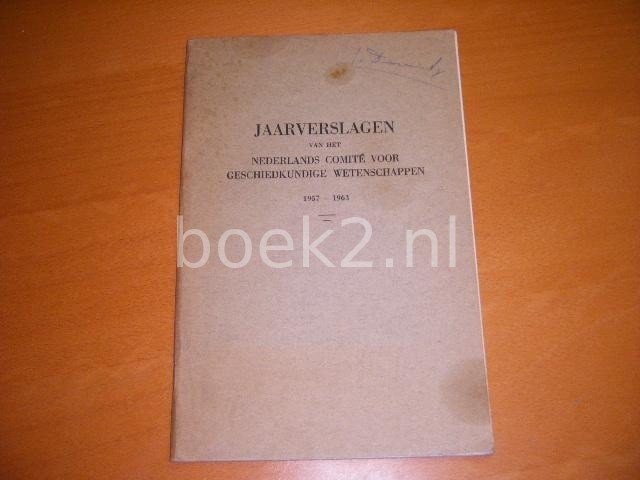 JAARVERSLAGEN
VAN HET
NEDERLANDS COMITÉ VOOR
GESCHIEDKUNDIGE WETENSCHAPPEN
1957 - 1963
boek2.nl